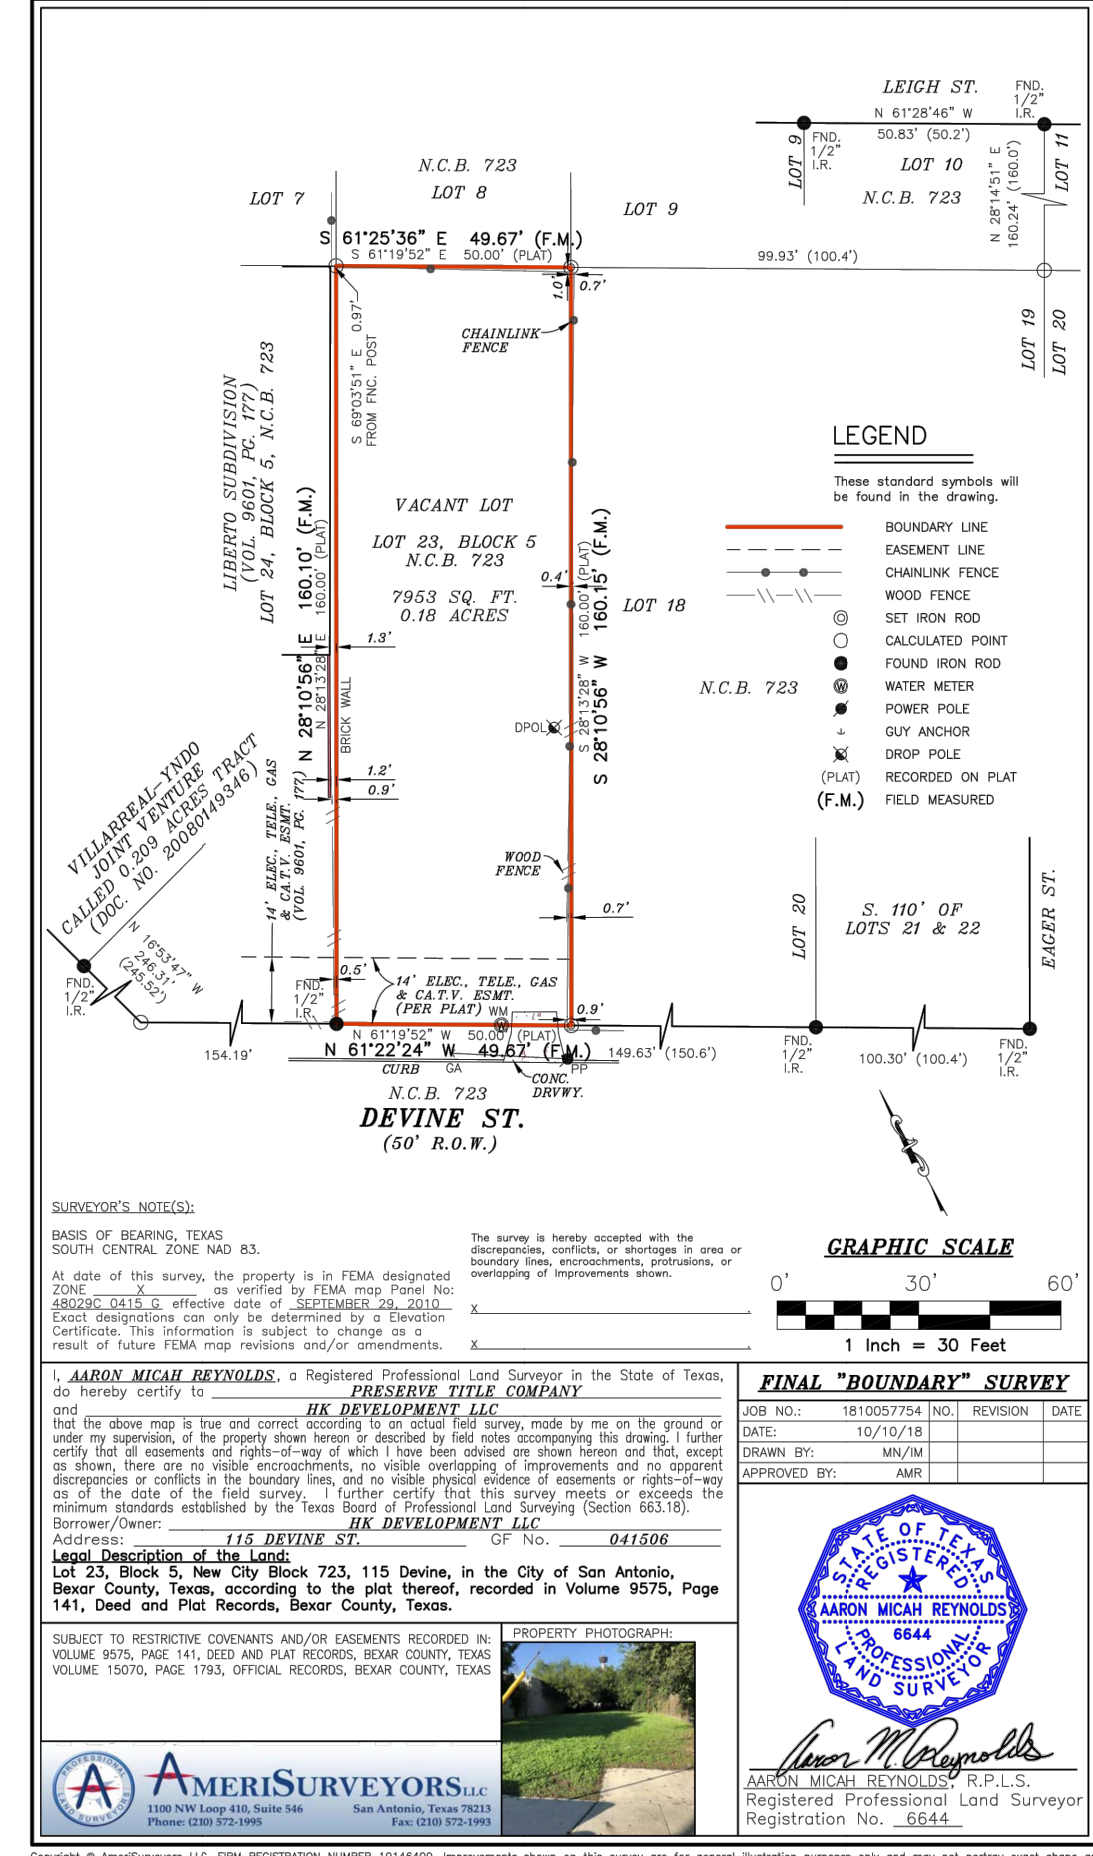 LEIGH ST.
N 61°28'46" W
50.83' (50.2')
FND.
1/2"
I.R.
FND.
1/2"
I.R.
LOT 9
LOT 10
N.C.B. 723
LOT 11
N 28°14'51" E
160.24' (160.0')
N.C.B. 723
LOT 8
LOT 7
LOT 9
S 61°25'36" E 49.67' (F.M.)
S 61°19'52" E 50.00' (PLAT)
99.93' (100.4')
1.0'
0.7'
LOT 19
LOT 20
CHAINLINK
FENCE
S 69°03'51" E 0.97'
FROM FNC. POST
LIBERTO SUBDIVISION
(VOL. 9601, PG. 177)
LOT 24, BLOCK 5, N.C.B. 723
N 28°10'56" E 160.10' (F.M.)
N 28°13'28" E 160.00' (PLAT)
VACANT LOT
LOT 23, BLOCK 5
N.C.B. 723
7953 SQ. FT.
0.18 ACRES
0.4'
S 28°13'28" W 160.00' (PLAT)
S 28°10'56" W 160.15' (F.M.)
LOT 18
N.C.B. 723
1.3'
BRICK WALL
1.2'
0.9'
DPOL
LEGEND
These standard symbols will
be found in the drawing.
BOUNDARY LINE
EASEMENT LINE
CHAINLINK FENCE
WOOD FENCE
SET IRON ROD
CALCULATED POINT
FOUND IRON ROD
W WATER METER
POWER POLE
GUY ANCHOR
DROP POLE
(PLAT) RECORDED ON PLAT
(F.M.) FIELD MEASURED
VILLARREAL-YNDO
JOINT VENTURE
CALLED 0.209 ACRES TRACT
(DOC. NO. 20080149346)
14' ELEC., TELE., GAS
& CA.T.V. ESMT.
(VOL. 9601, PG. 177)
WOOD
FENCE
0.7'
LOT 20
S. 110' OF
LOTS 21 & 22
EAGER ST.
N 16°53'47" W
246.31'
(245.52')
FND.
1/2"
I.R.
FND.
1/2"
I.R.
0.5'
14' ELEC., TELE., GAS
& CA.T.V. ESMT.
(PER PLAT)
WM
W
0.9'
154.19'
N 61°19'52" W 50.00' (PLAT)
N 61°22'24" W 49.67' (F.M.)
149.63' (150.6')
FND.
1/2"
I.R.
100.30' (100.4')
FND.
1/2"
I.R.
CURB
GA
PP
CONC.
DRVWY.
N.C.B. 723
DEVINE ST.
(50' R.O.W.)
SURVEYOR'S NOTE(S):
BASIS OF BEARING, TEXAS
SOUTH CENTRAL ZONE NAD 83.
At date of this survey, the property is in FEMA designated
ZONE X as verified by FEMA map Panel No:
48029C 0415 G effective date of SEPTEMBER 29, 2010
Exact designations can only be determined by a Elevation
Certificate. This information is subject to change as a
result of future FEMA map revisions and/or amendments.
The survey is hereby accepted with the
discrepancies, conflicts, or shortages in area or
boundary lines, encroachments, protrusions, or
overlapping of Improvements shown.
X
X
GRAPHIC SCALE
0' 30' 60'
1 Inch = 30 Feet
I, AARON MICAH REYNOLDS, a Registered Professional Land Surveyor in the State of Texas,
do hereby certify to PRESERVE TITLE COMPANY
and HK DEVELOPMENT LLC
that the above map is true and correct according to an actual field survey, made by me on the ground or
under my supervision, of the property shown hereon or described by field notes accompanying this drawing. I further
certify that all easements and rights-of-way of which I have been advised are shown hereon and that, except
as shown, there are no visible encroachments, no visible overlapping of improvements and no apparent
discrepancies or conflicts in the boundary lines, and no visible physical evidence of easements or rights-of-way
as of the date of the field survey. I further certify that this survey meets or exceeds the
minimum standards established by the Texas Board of Professional Land Surveying (Section 663.18).
Borrower/Owner: HK DEVELOPMENT LLC
Address: 115 DEVINE ST. GF No. 041506
Legal Description of the Land:
Lot 23, Block 5, New City Block 723, 115 Devine, in the City of San Antonio,
Bexar County, Texas, according to the plat thereof, recorded in Volume 9575, Page
141, Deed and Plat Records, Bexar County, Texas.
FINAL "BOUNDARY" SURVEY
JOB NO.: 1810057754 NO. REVISION DATE
DATE: 10/10/18
DRAWN BY: MN/IM
APPROVED BY: AMR
STATE OF TEXAS
REGISTERED
AARON MICAH REYNOLDS
6644
PROFESSIONAL
LAND SURVEYOR
Aaron M. Reynolds
AARON MICAH REYNOLDS, R.P.L.S.
Registered Professional Land Surveyor
Registration No. 6644
SUBJECT TO RESTRICTIVE COVENANTS AND/OR EASEMENTS RECORDED IN:
VOLUME 9575, PAGE 141, DEED AND PLAT RECORDS, BEXAR COUNTY, TEXAS
VOLUME 15070, PAGE 1793, OFFICIAL RECORDS, BEXAR COUNTY, TEXAS
PROPERTY PHOTOGRAPH:
PROFESSIONAL
LAND SURVEYORS
AMERISURVEYORS LLC
1100 NW Loop 410, Suite 546 San Antonio, Texas 78213
Phone: (210) 572-1995 Fax: (210) 572-1993